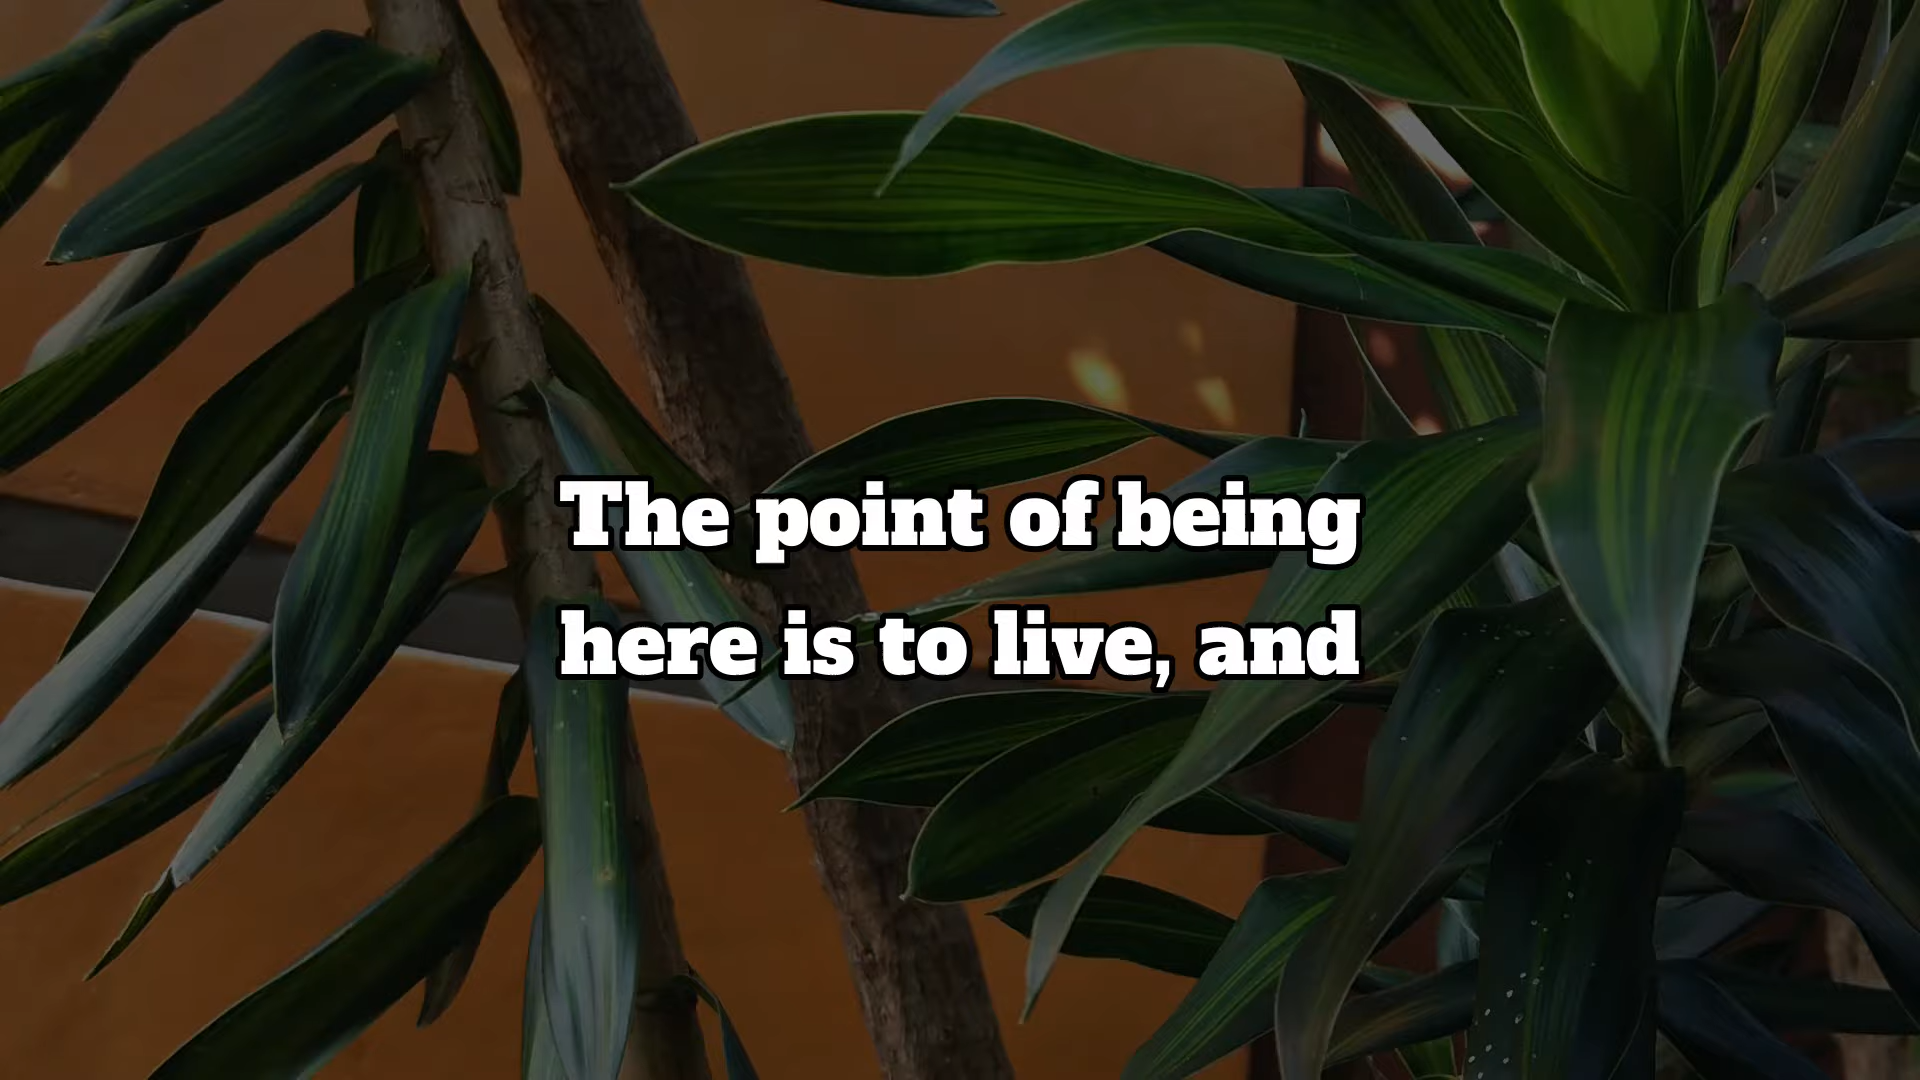 The point of being
here is to live, and